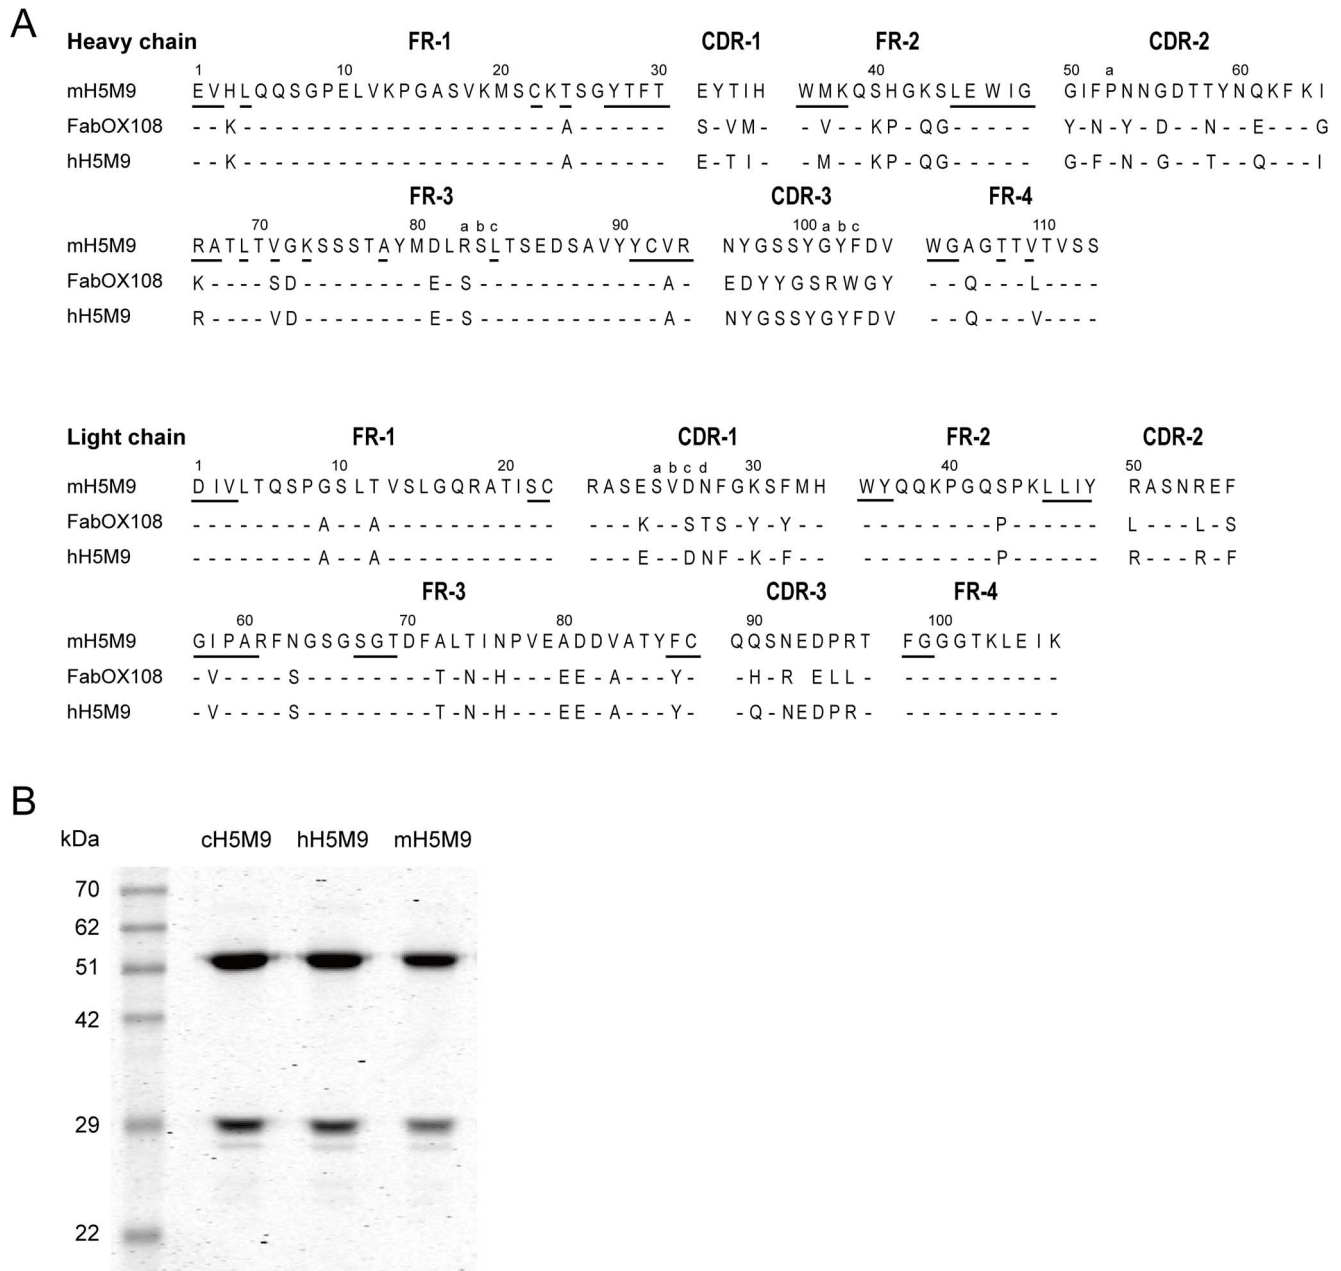 A
Heavy chain FR-1 CDR-1 FR-2 CDR-2
1 10 20 30 40 50 a 60
mH5M9 EVHLQQSGPELVKPGASVKMSCKTSGYTFT EYTIH WMKQSHGKSLEWIG GIFPNNGDTTYNQKFKI
FabOX108 --K--------------------A------ S-VM- -V--KP-QG----- Y-N-Y-D--N--E---G
hH5M9 --K--------------------A------ E-TI- -M--KP-QG----- G-F-N-G--T--Q---I
FR-3 CDR-3 FR-4
70 80 abc 90 100 abc 110
mH5M9 RATLTVGKSSSTAYMDLRSLTSEDSAVYYCVR NYGSSYGYFDV WGAGTTVTVSS
FabOX108 K----SD--------E-S------------A- EDYYGSRWGY --Q---L----
hH5M9 R----VD--------E-S------------A- NYGSSYGYFDV --Q---V----
Light chain FR-1 CDR-1 FR-2 CDR-2
1 10 20 abcd 30 40 50
mH5M9 DIVLTQSPGSLTVSLGQRATISC RASESVDNFGKSFMH WYQQKPGQSPKLLIY RASNREF
FabOX108 --------A--A----------- ---K--STS-Y-Y-- --------P------ L---L-S
hH5M9 --------A--A----------- ---E--DNF-K-F-- --------P------ R---R-F
FR-3 CDR-3 FR-4
60 70 80 90 100
mH5M9 GIPARFNGSGSGTDFALTINPVEADDVATYFC QQSNEDPRT FGGGTKLEIK
FabOX108 -V----S--------T-N-H---EE-A---Y- -H-R ELL- ----------
hH5M9 -V----S--------T-N-H---EE-A---Y- -Q-NEDPR- ----------
B
kDa cH5M9 hH5M9 mH5M9
70
62
51
42
29
22